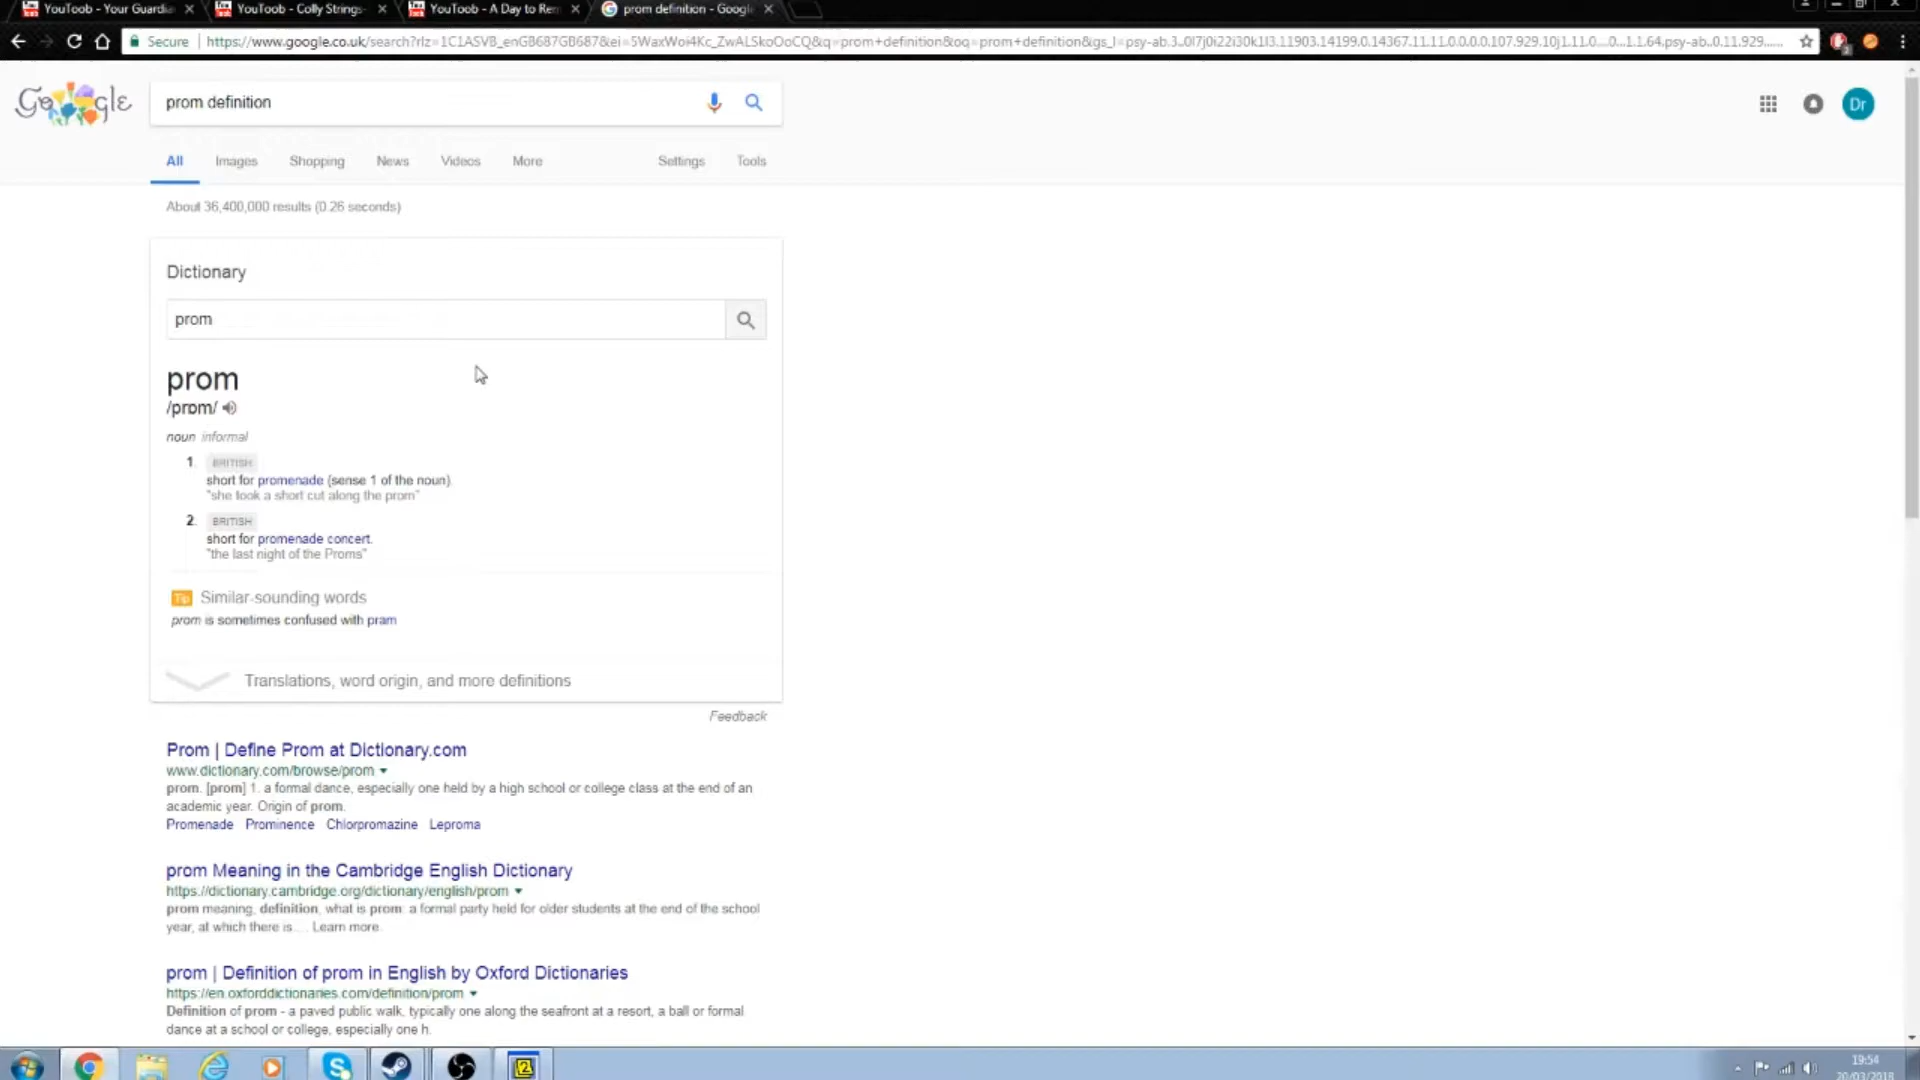 YouToob - Your Guardia
YouToob - Colly Strings
YouToob - A Day to Rem
prom definition - Google
Secure
Google
prom definition
Dr
All Images Shopping News Videos More Settings Tools
About 36,400,000 results (0.26 seconds)
Dictionary
prom
prom
/prɒm/
noun informal
1. BRITISH
short for promenade (sense 1 of the noun).
"she took a short cut along the prom"
2. BRITISH
short for promenade concert.
"the last night of the Proms"
Tip Similar-sounding words
prom is sometimes confused with pram
Translations, word origin, and more definitions
Feedback
Prom | Define Prom at Dictionary.com
www.dictionary.com/browse/prom
prom. [prom] 1. a formal dance, especially one held by a high school or college class at the end of an
academic year. Origin of prom.
Promenade Prominence Chlorpromazine Leproma
prom Meaning in the Cambridge English Dictionary
https://dictionary.cambridge.org/dictionary/english/prom
prom meaning, definition, what is prom: a formal party held for older students at the end of the school
year, at which there is.... Learn more.
prom | Definition of prom in English by Oxford Dictionaries
https://en.oxforddictionaries.com/definition/prom
Definition of prom - a paved public walk, typically one along the seafront at a resort, a ball or formal
dance at a school or college, especially one h.
19:54
20/03/2018